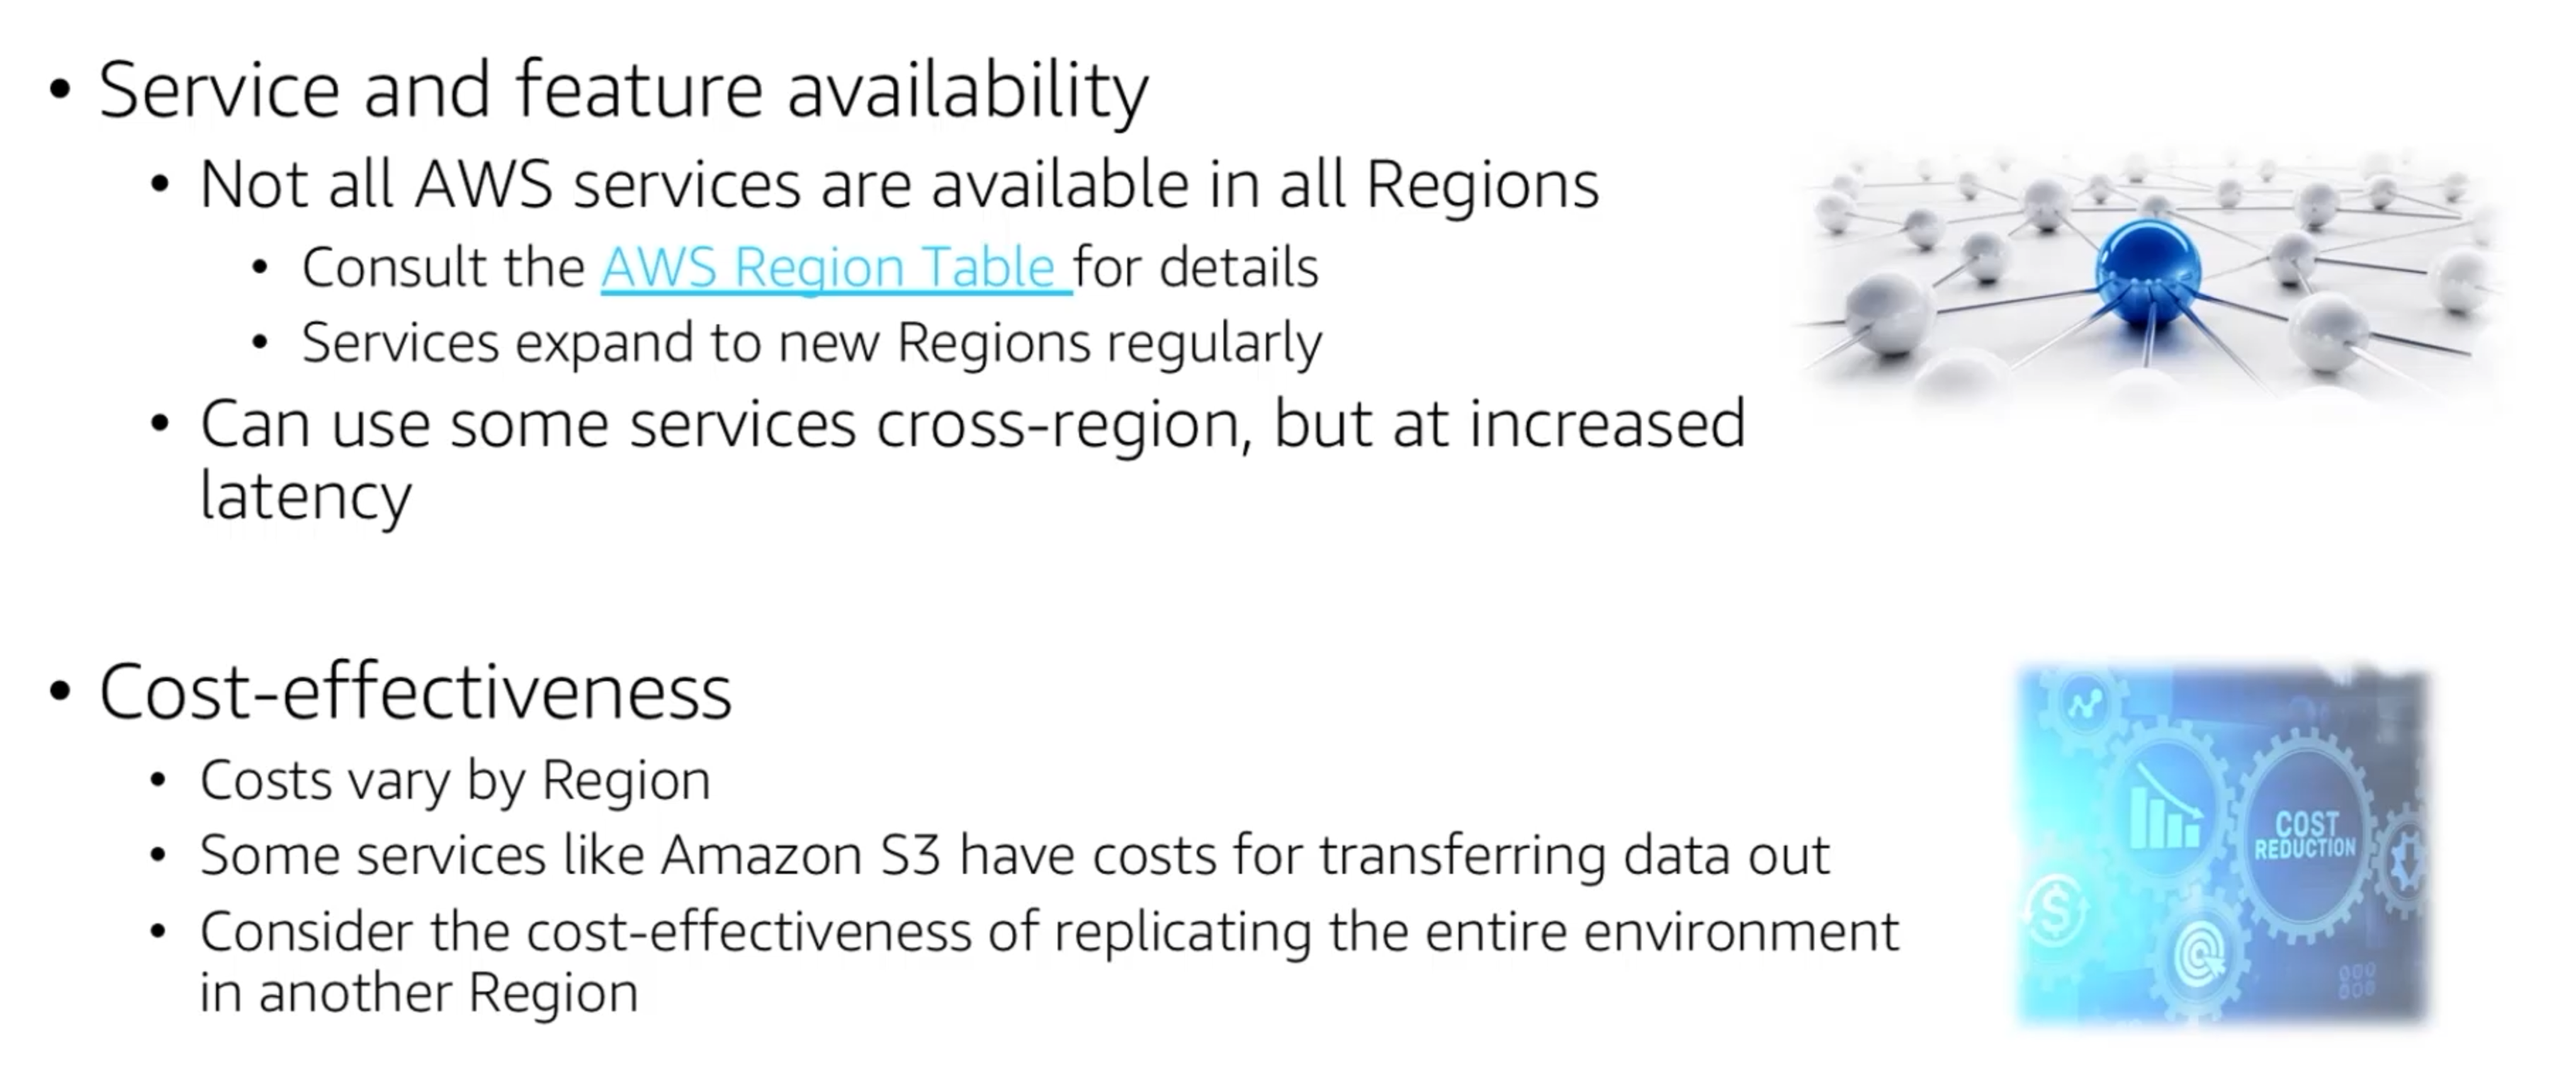 • Service and feature availability
• Not all AWS services are available in all Regions
• Consult the AWS Region Table for details
• Services expand to new Regions regularly
• Can use some services cross-region, but at increased
latency
• Cost-effectiveness
• Costs vary by Region
• Some services like Amazon S3 have costs for transferring data out
• Consider the cost-effectiveness of replicating the entire environment
in another Region
COST
REDUCTION